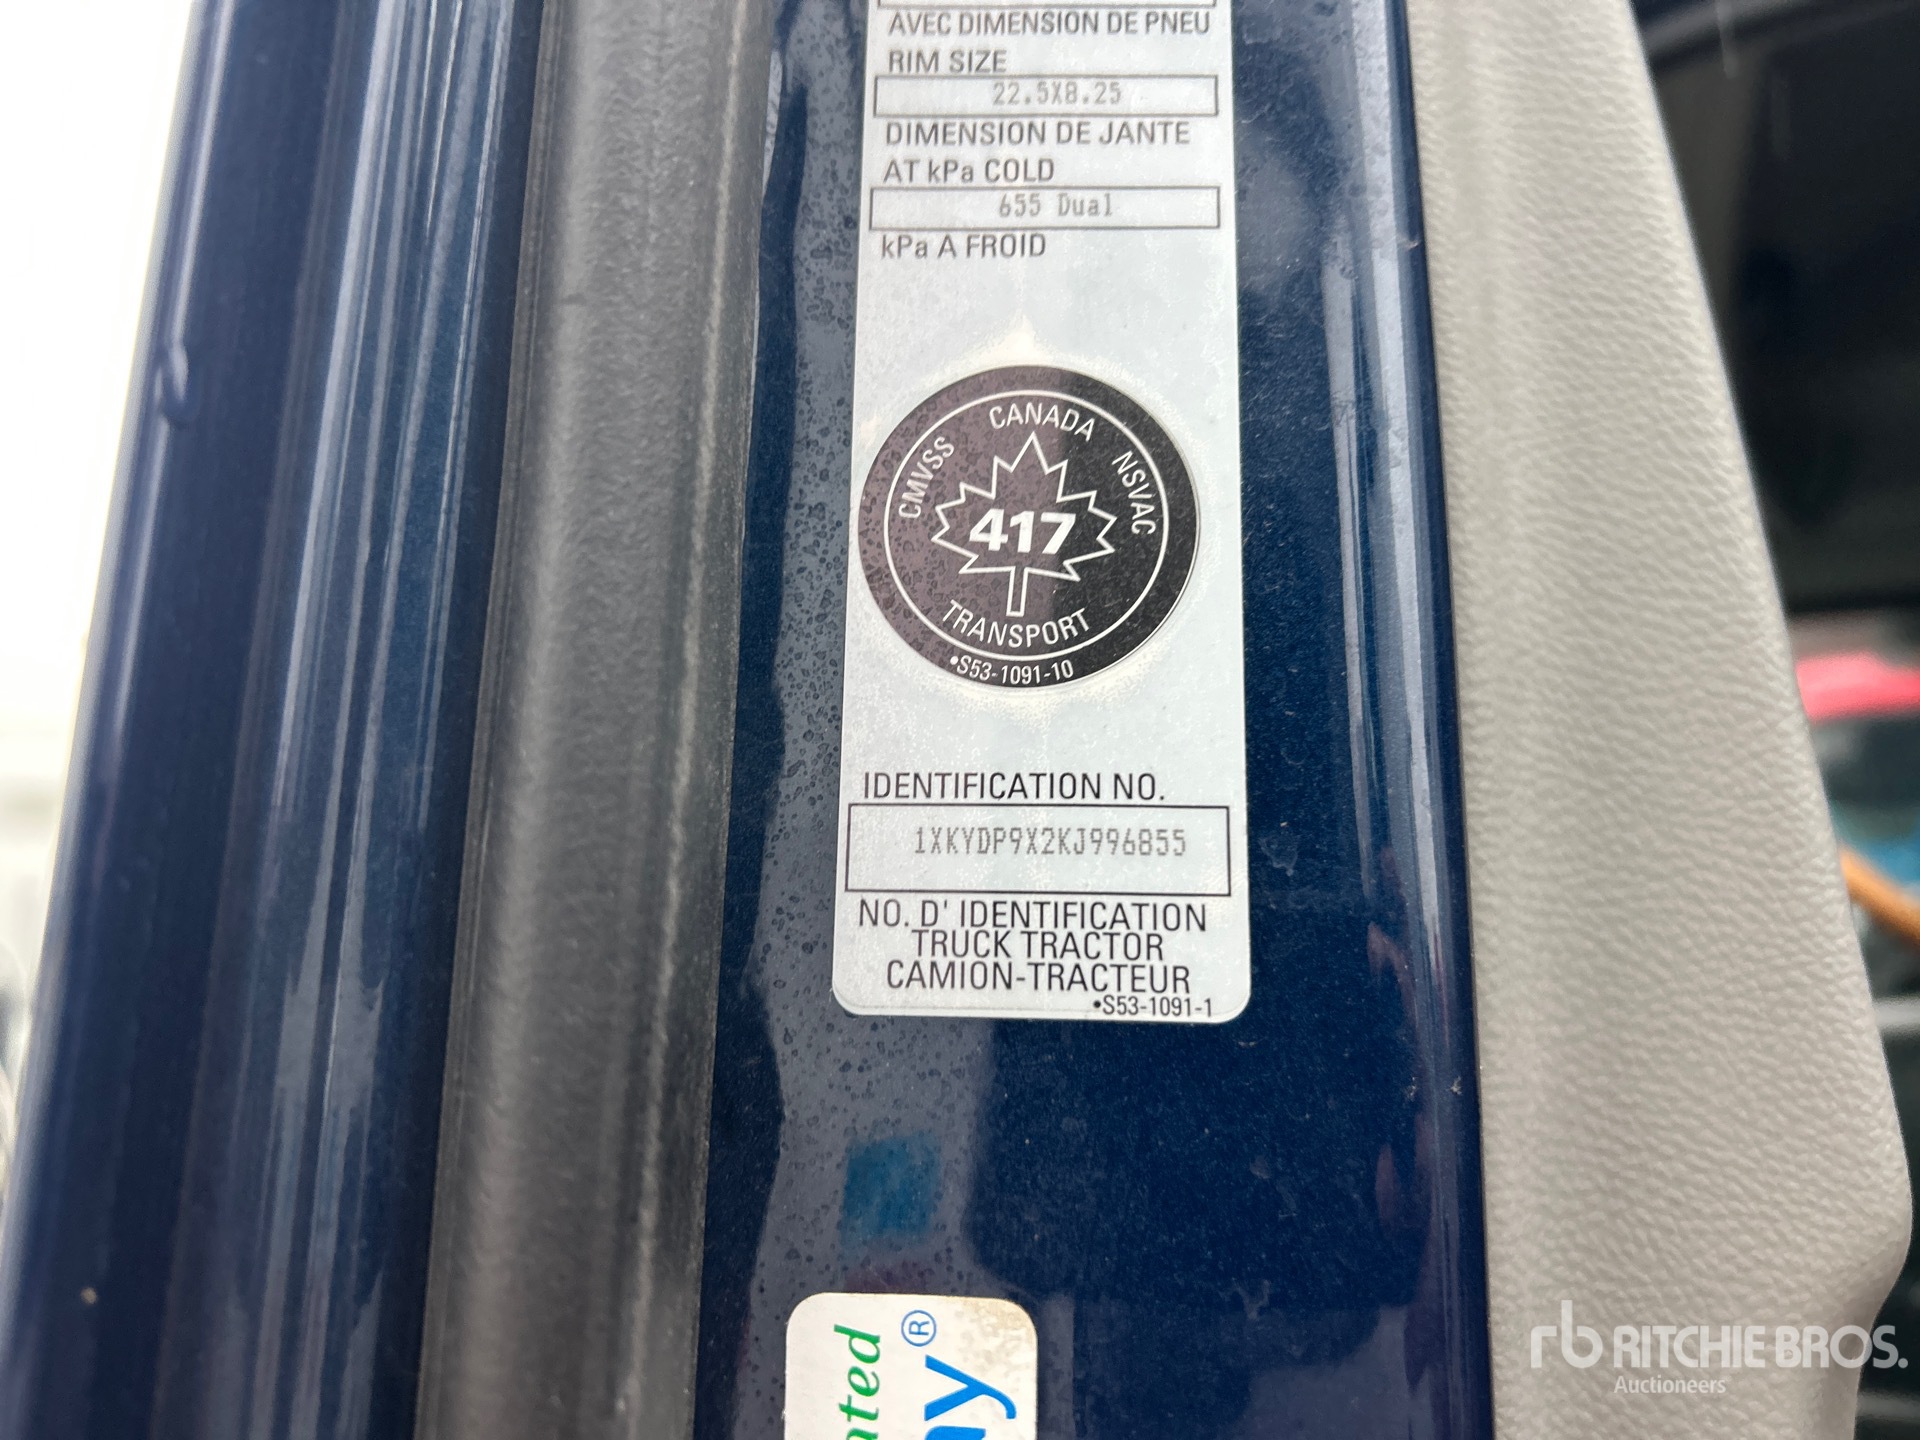 AVEC DIMENSION DE PNEU
RIM SIZE
22.5X8.25
DIMENSION DE JANTE
AT kPa COLD
655 Dual
kPa A FROID
CANADA
CMVSS
NSVAC
417
TRANSPORT
•S53-1091-10
IDENTIFICATION NO.
1XKYDP9X2KJ996855
NO. D' IDENTIFICATION
TRUCK TRACTOR
CAMION-TRACTEUR
•S53-1091-1
rb RITCHIE BROS.
Auctioneers